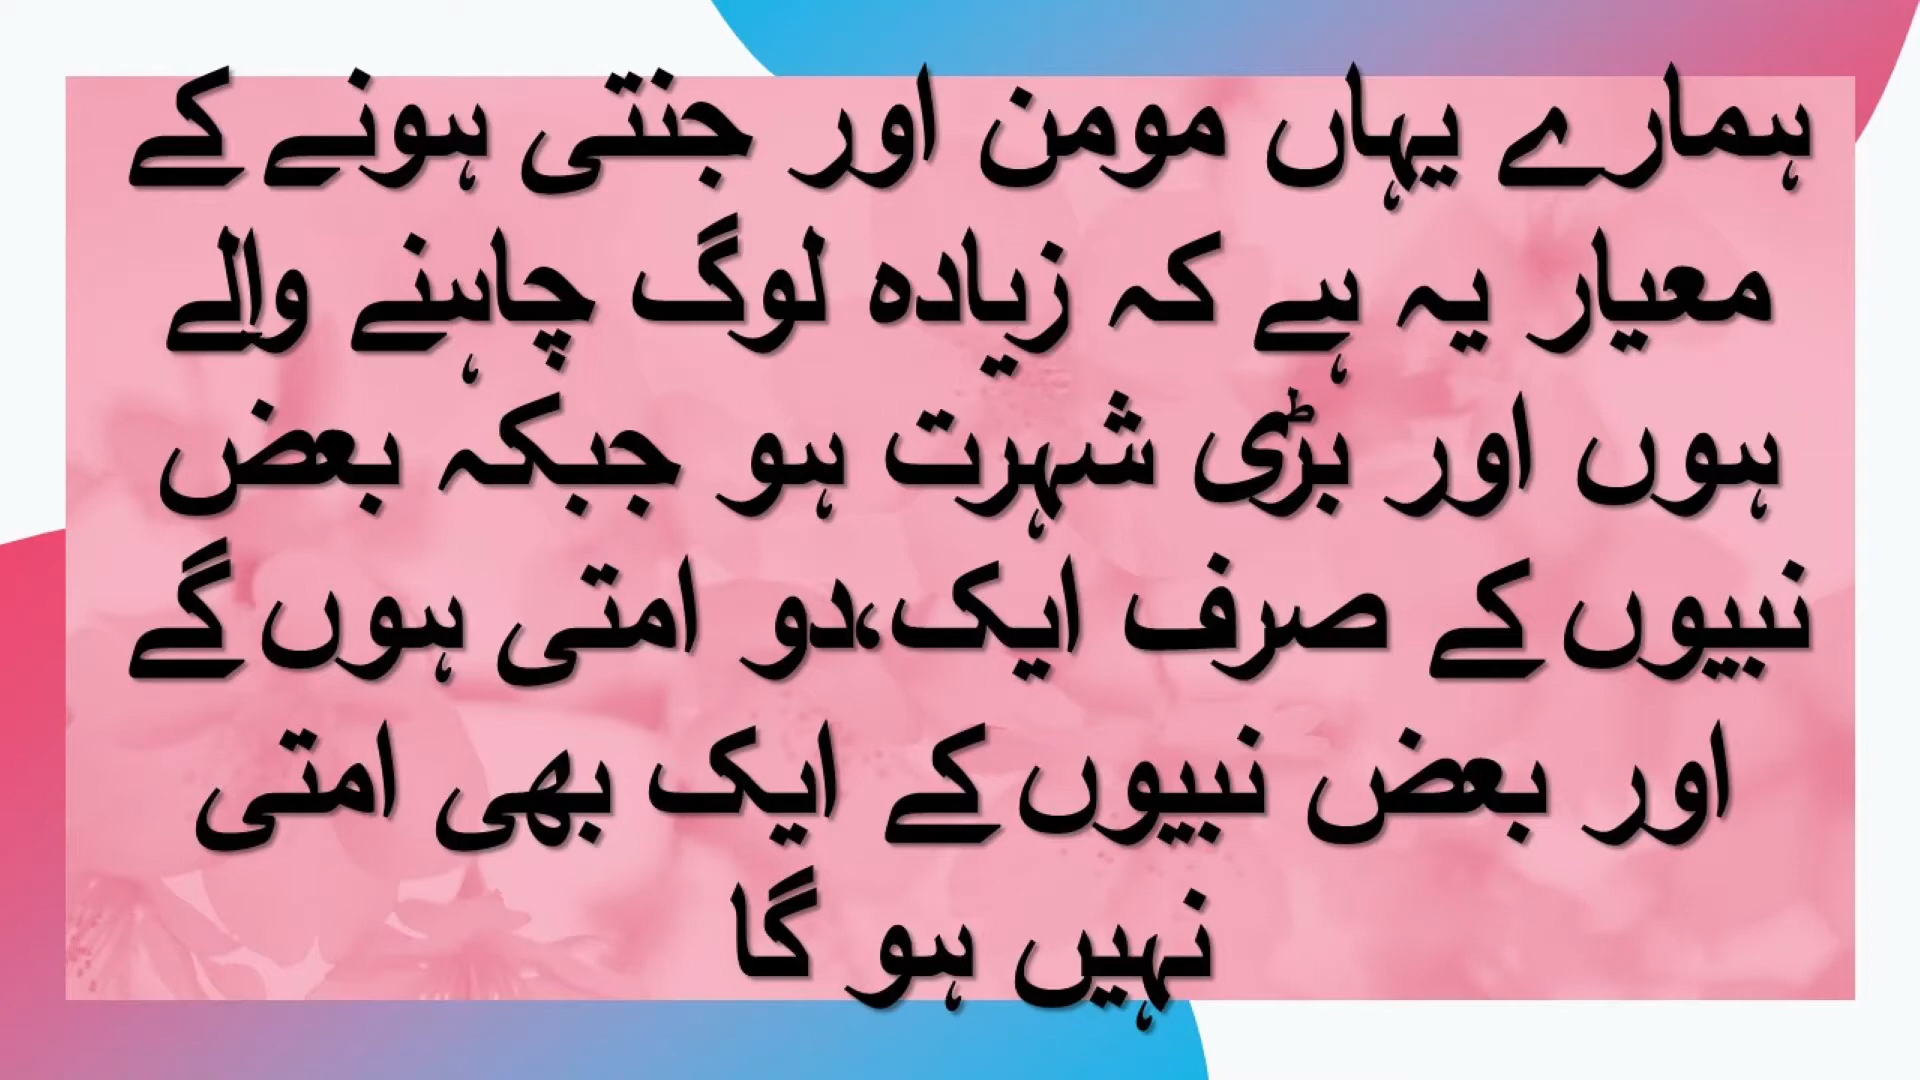 ہمارے یہاں مومن اور جنتی ہونے کے
معیار یہ ہے کہ زیادہ لوگ چاہنے والے
ہوں اور بڑی شہرت ہو جبکہ بعض
نبیوں کے صرف ایک،دو امتی ہوں گے
اور بعض نبیوں کے ایک بھی امتی
نہیں ہو گا